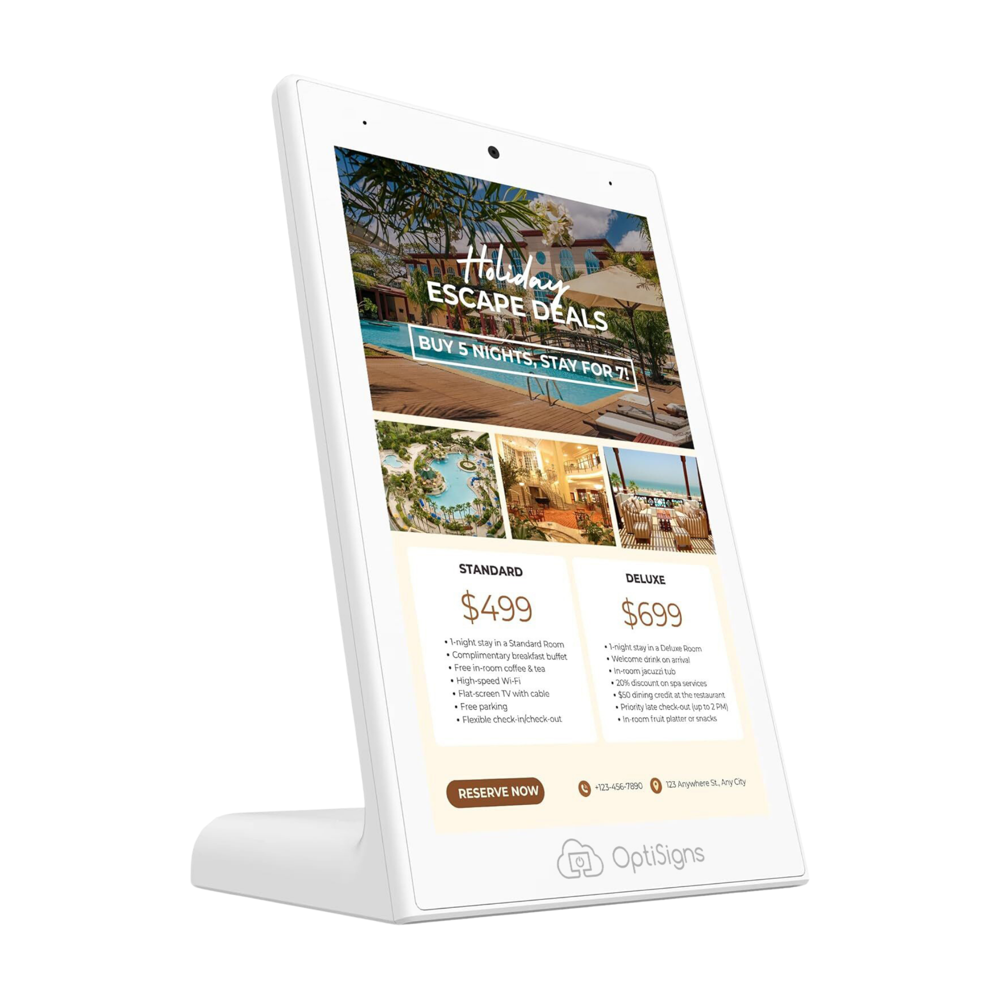 Holiday
ESCAPE DEALS
BUY 5 NIGHTS, STAY FOR 7!
STANDARD
$499
• 1-night stay in a Standard Room
• Complimentary breakfast buffet
• Free in-room coffee & tea
• High-speed Wi-Fi
• Flat-screen TV with cable
• Free parking
• Flexible check-in/check-out
DELUXE
$699
• 1-night stay in a Deluxe Room
• Welcome drink on arrival
• In-room jacuzzi tub
• 20% discount on spa services
• $50 dining credit at the restaurant
• Priority late check-out (up to 2 PM)
• In-room fruit platter or snacks
RESERVE NOW
+123-456-7890
123 Anywhere St., Any City
OptiSigns